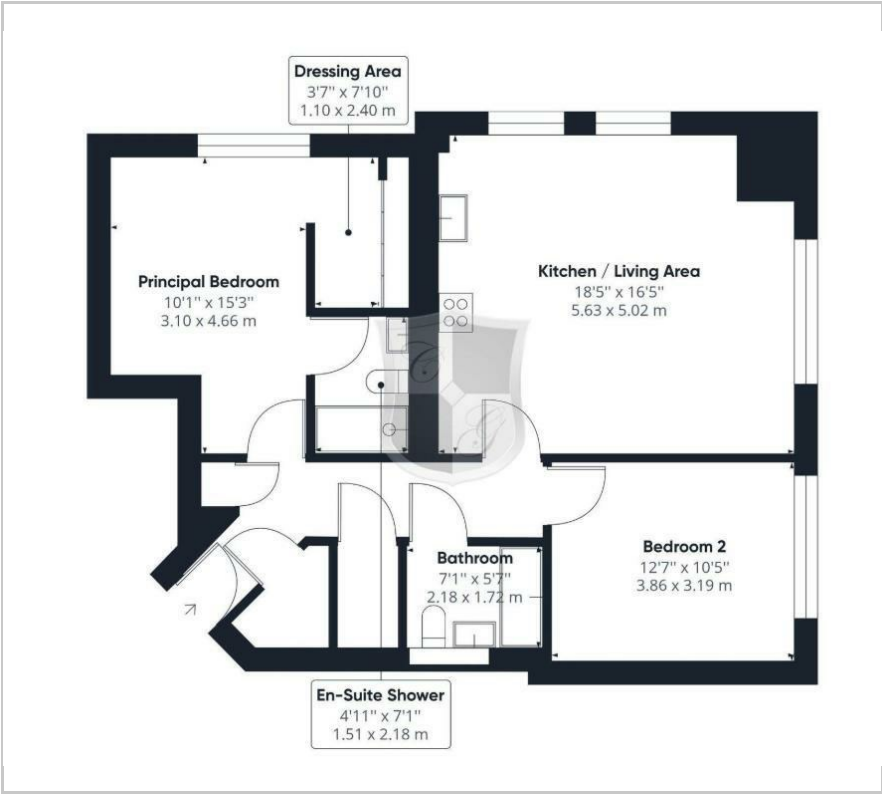 Dressing Area
3'7" x 7'10"
1.10 x 2.40 m
Principal Bedroom
10'1" x 15'3"
3.10 x 4.66 m
Kitchen / Living Area
18'5" x 16'5"
5.63 x 5.02 m
Bedroom 2
12'7" x 10'5"
3.86 x 3.19 m
Bathroom
7'1" x 5'7"
2.18 x 1.72 m
En-Suite Shower
4'11" x 7'1"
1.51 x 2.18 m